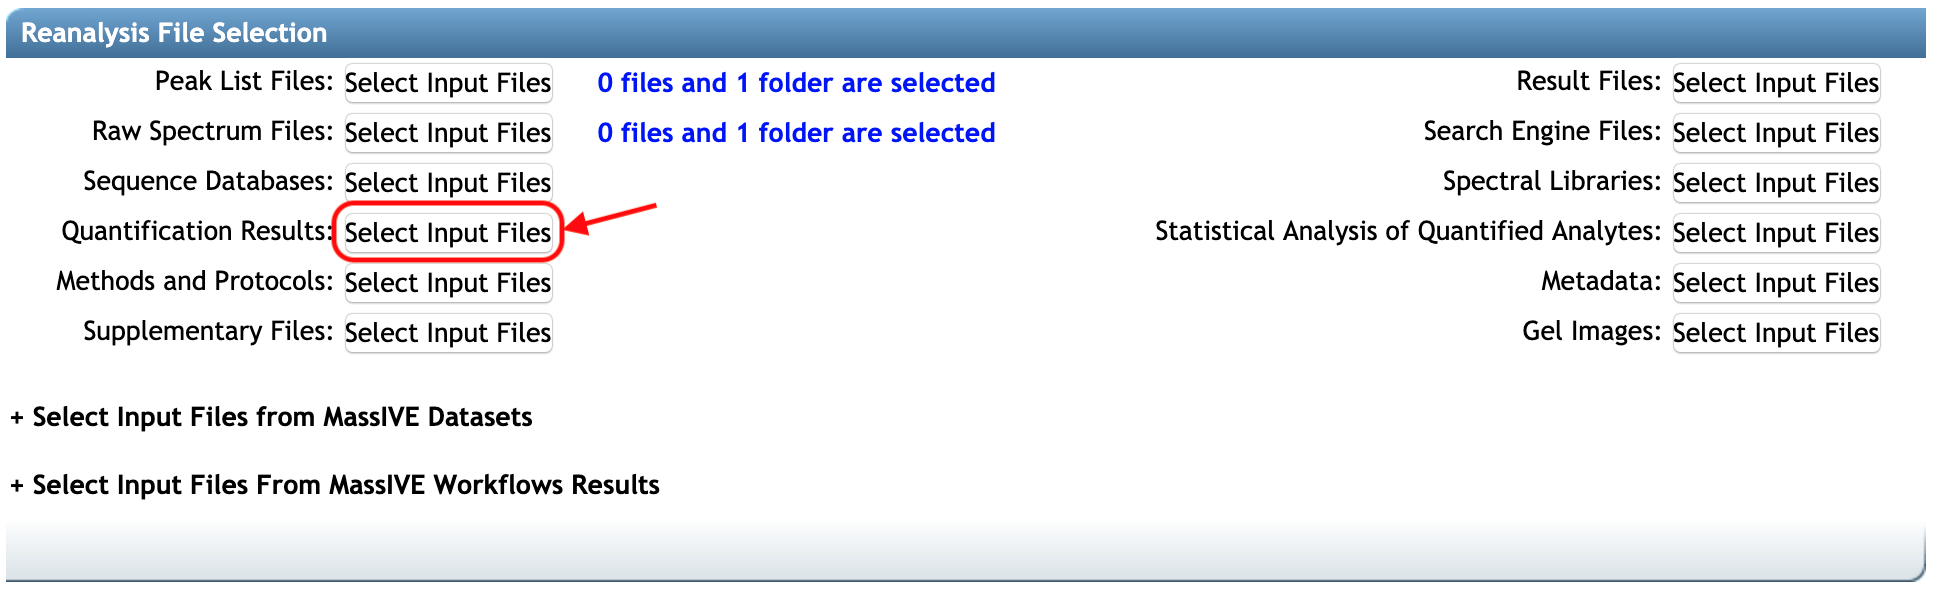 Reanalysis File Selection
Peak List Files: Select Input Files 0 files and 1 folder are selected Result Files: Select Input Files
Raw Spectrum Files: Select Input Files 0 files and 1 folder are selected Search Engine Files: Select Input Files
Sequence Databases: Select Input Files Spectral Libraries: Select Input Files
Quantification Results: Select Input Files Statistical Analysis of Quantified Analytes: Select Input Files
Methods and Protocols: Select Input Files Metadata: Select Input Files
Supplementary Files: Select Input Files Gel Images: Select Input Files
+ Select Input Files from MassIVE Datasets
+ Select Input Files From MassIVE Workflows Results